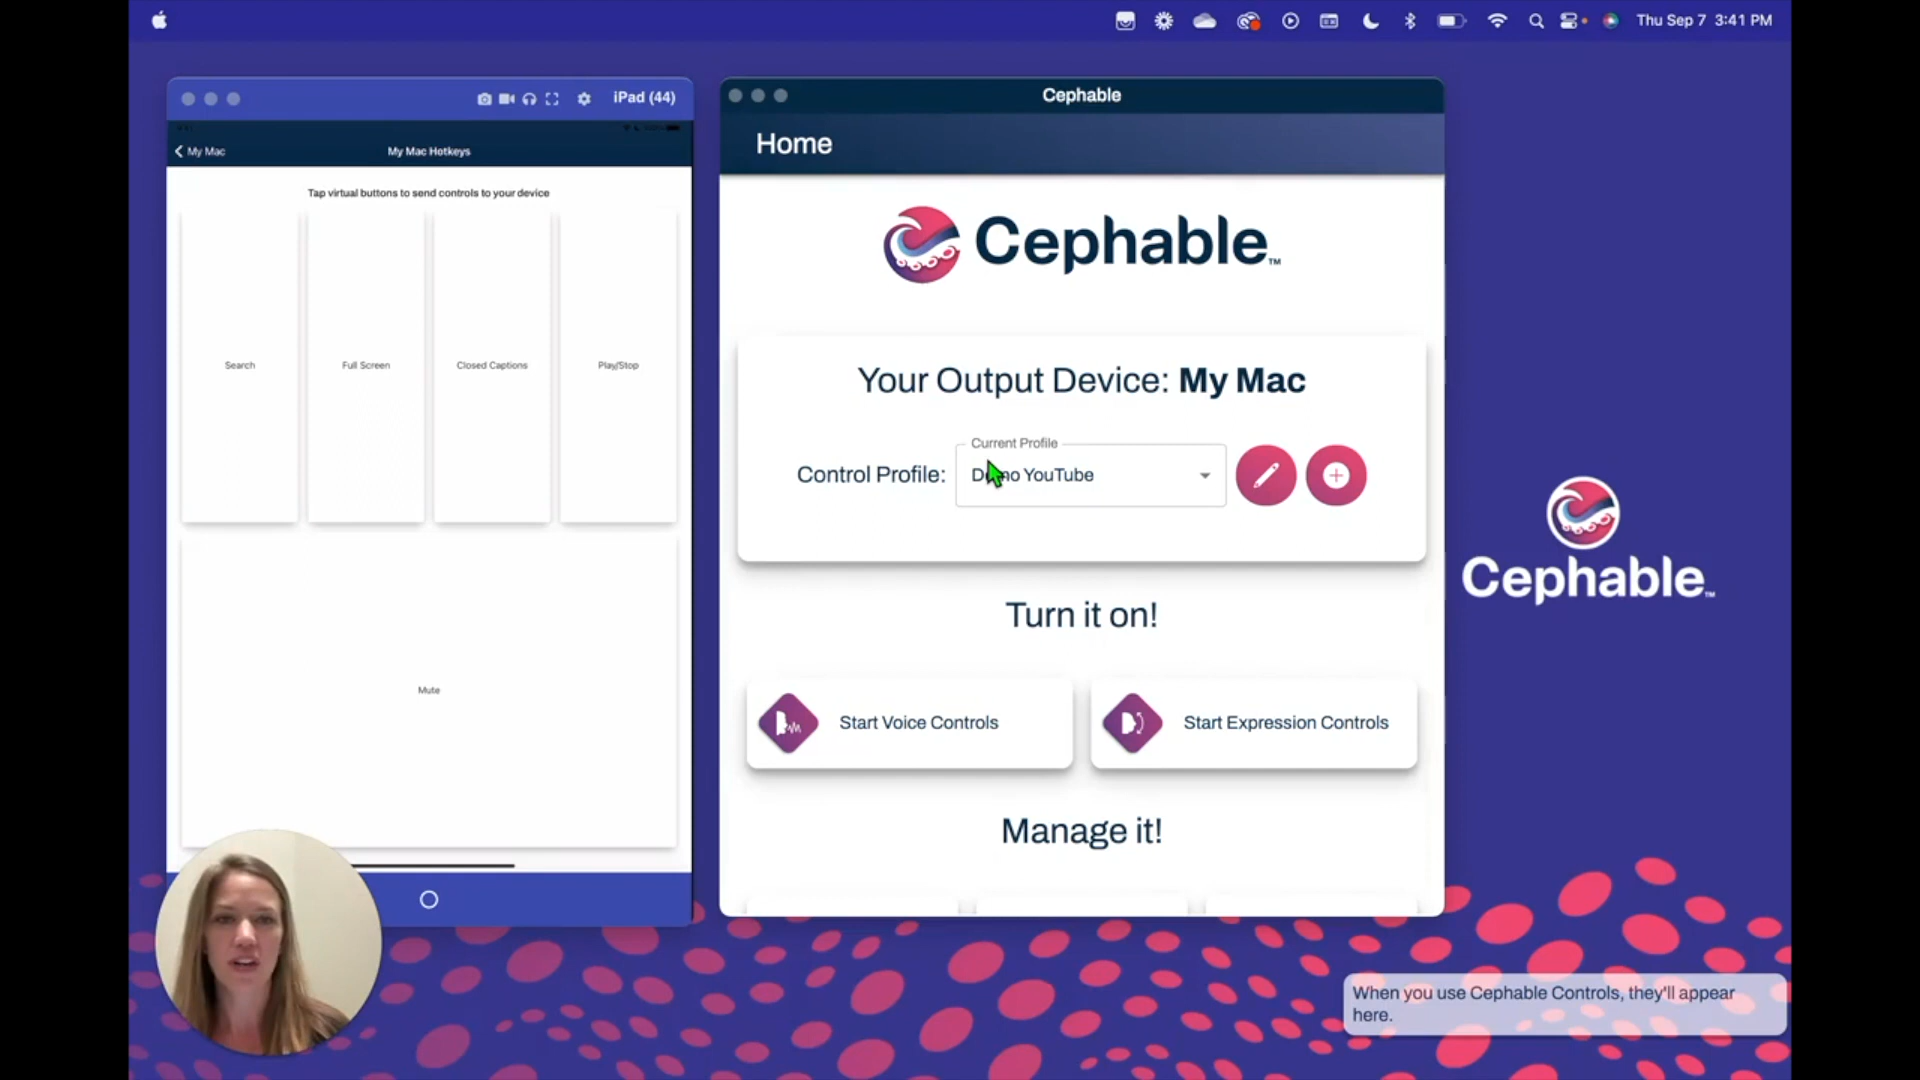 Thu Sep 7 3:41 PM
iPad (44)
My Mac
My Mac Hotkeys
Tap virtual buttons to send controls to your device
Search
Full Screen
Closed Captions
Play/Stop
Mute
Cephable
Home
Cephable™
Your Output Device: My Mac
Current Profile
Control Profile:
Demo YouTube
Turn it on!
Start Voice Controls
Start Expression Controls
Manage it!
Cephable™
When you use Cephable Controls, they'll appear
here.